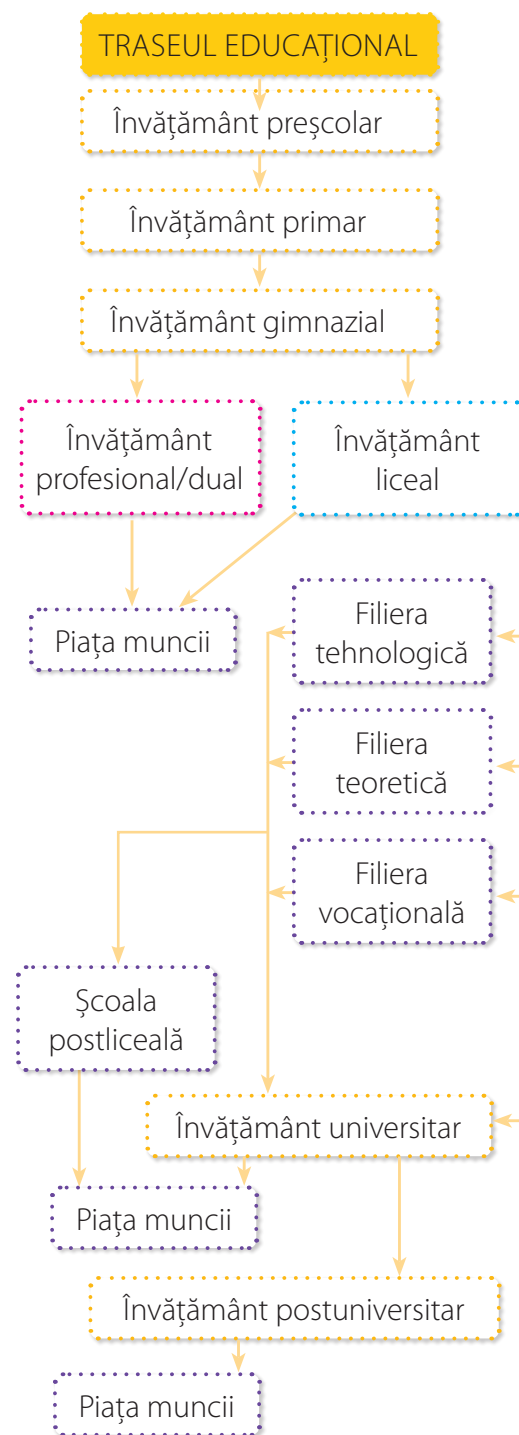 TRASEUL EDUCAȚIONAL
Învățământ preșcolar
Învățământ primar
Învățământ gimnazial
Învățământ
profesional/dual
Învățământ
liceal
Piața muncii
Filiera
tehnologică
Filiera
teoretică
Filiera
vocațională
Școala
postliceală
Învățământ universitar
Piața muncii
Învățământ postuniversitar
Piața muncii